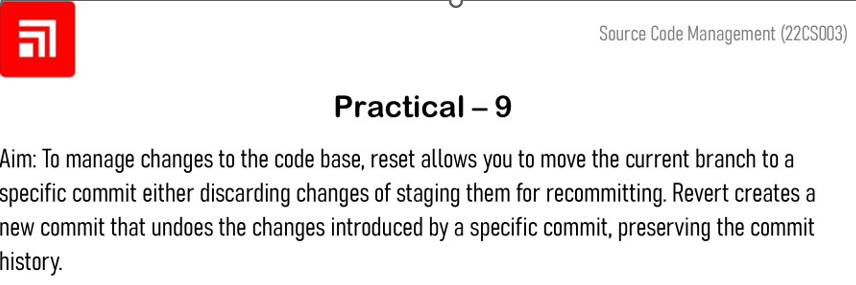 Source Code Management (22CS003)
Practical – 9
Aim: To manage changes to the code base, reset allows you to move the current branch to a
specific commit either discarding changes of staging them for recommitting. Revert creates a
new commit that undoes the changes introduced by a specific commit, preserving the commit
history.